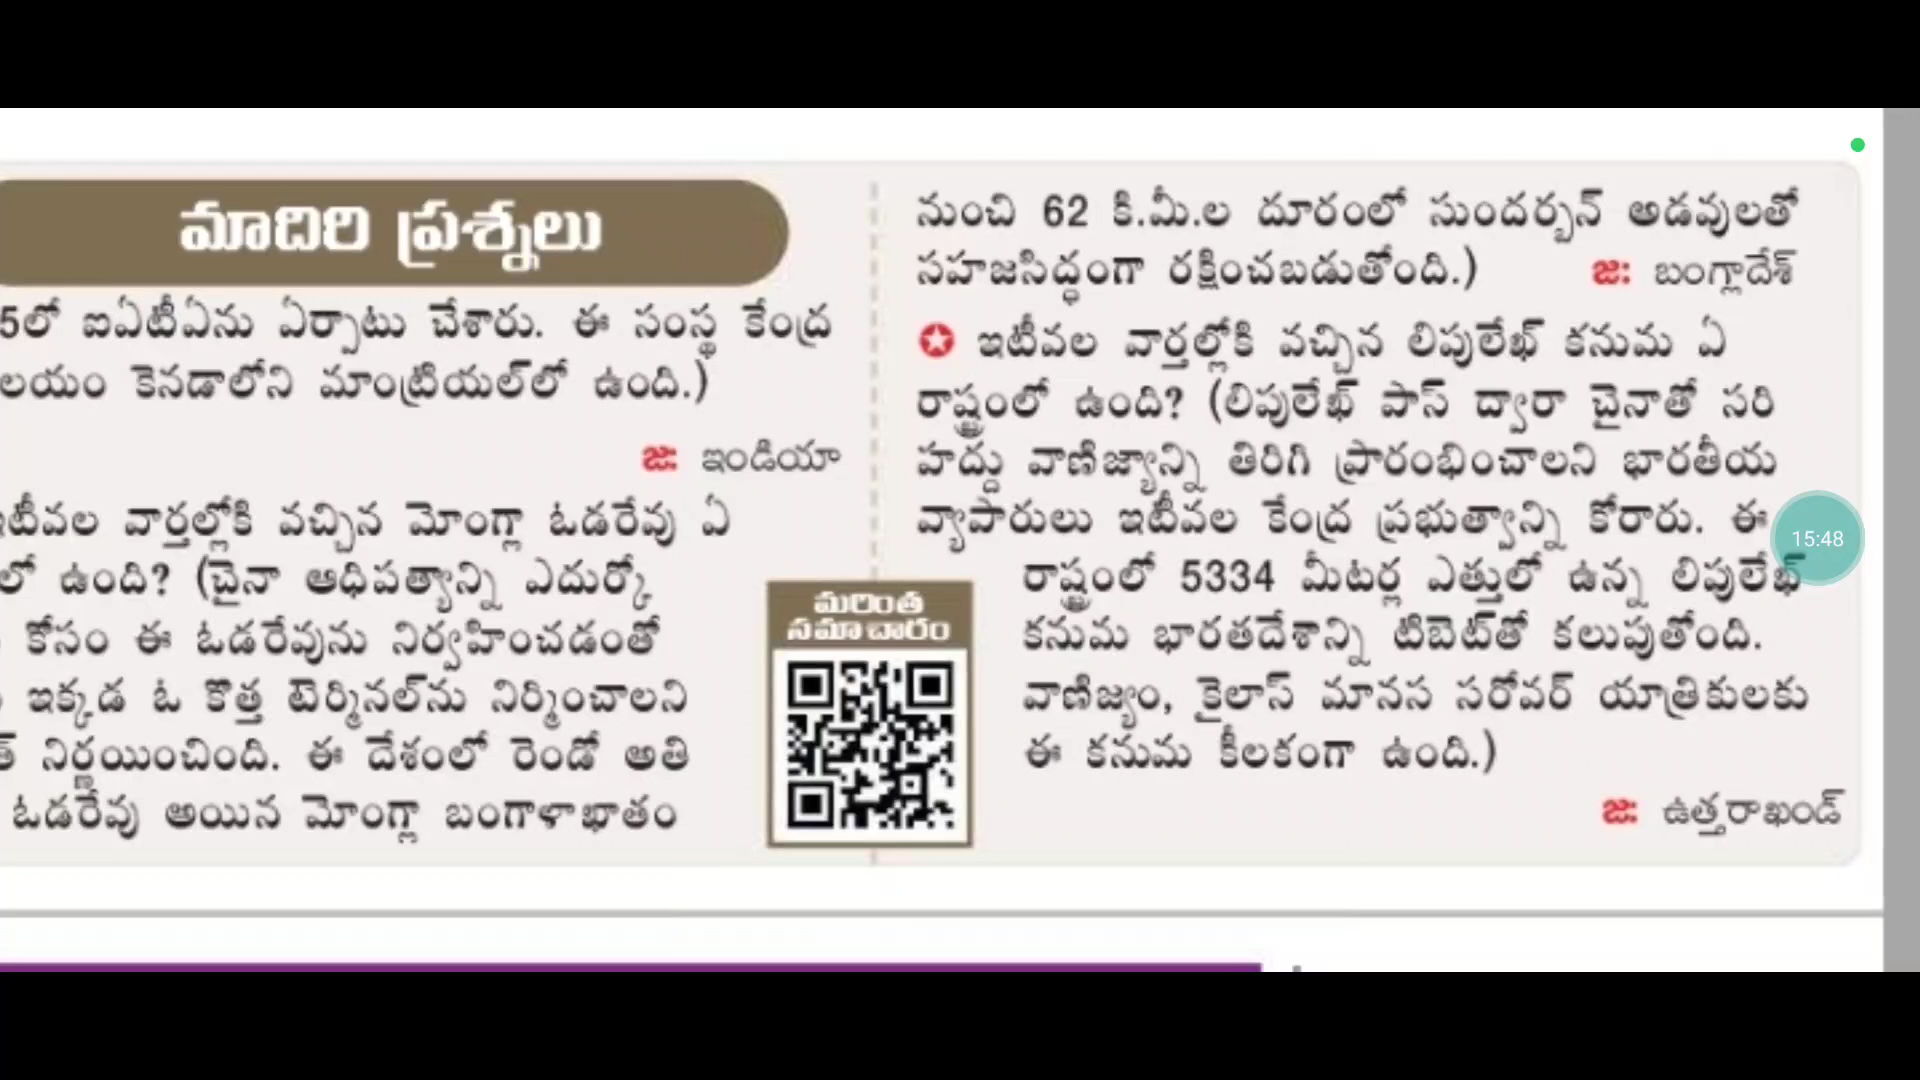 మాదిరి ప్రశ్నలు
5లో ఐఏటీఏను ఏర్పాటు చేశారు. ఈ సంస్థ కేంద్ర
లయం కెనడాలోని మాంట్రియల్‌లో ఉంది.)
జ: ఇండియా
ఇటీవల వార్తల్లోకి వచ్చిన మోంగ్లా ఓడరేవు ఏ
లో ఉంది? (చైనా ఆధిపత్యాన్ని ఎదుర్కో
కోసం ఈ ఓడరేవును నిర్వహించడంతో
ఇక్కడ ఓ కొత్త టెర్మినల్‌ను నిర్మించాలని
త్ నిర్ణయించింది. ఈ దేశంలో రెండో అతి
ఓడరేవు అయిన మోంగ్లా బంగాళాఖాతం
మరింత
సమాచారం
నుంచి 62 కి.మీ.ల దూరంలో సుందర్బన్ అడవులతో
సహజసిద్ధంగా రక్షించబడుతోంది.) జ: బంగ్లాదేశ్
ఇటీవల వార్తల్లోకి వచ్చిన లిపులేఖ్ కనుమ ఏ
రాష్ట్రంలో ఉంది? (లిపులేఖ్ పాస్ ద్వారా చైనాతో సరి
హద్దు వాణిజ్యాన్ని తిరిగి ప్రారంభించాలని భారతీయ
వ్యాపారులు ఇటీవల కేంద్ర ప్రభుత్వాన్ని కోరారు. ఈ
15:48
రాష్ట్రంలో 5334 మీటర్ల ఎత్తులో ఉన్న లిపులేఖ్
కనుమ భారతదేశాన్ని టిబెట్‌తో కలుపుతోంది.
వాణిజ్యం, కైలాస్ మానస సరోవర్ యాత్రికులకు
ఈ కనుమ కీలకంగా ఉంది.)
జ: ఉత్తరాఖండ్